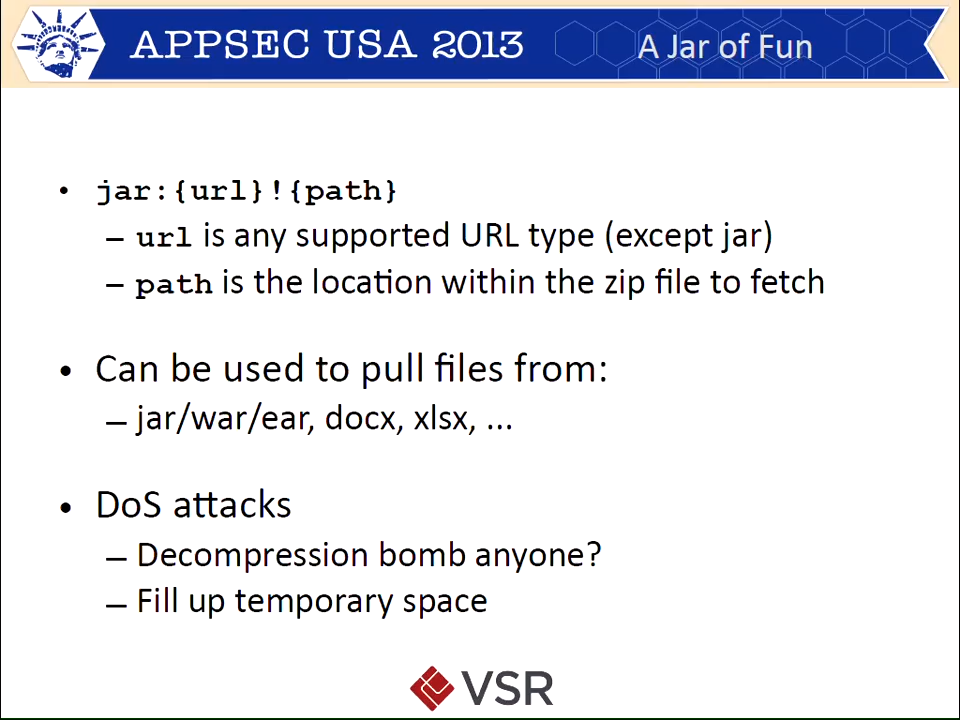 APPSEC USA 2013
A Jar of Fun
• jar:{url}!{path}
– url is any supported URL type (except jar)
– path is the location within the zip file to fetch
• Can be used to pull files from:
– jar/war/ear, docx, xlsx, ...
• DoS attacks
– Decompression bomb anyone?
– Fill up temporary space
VSR